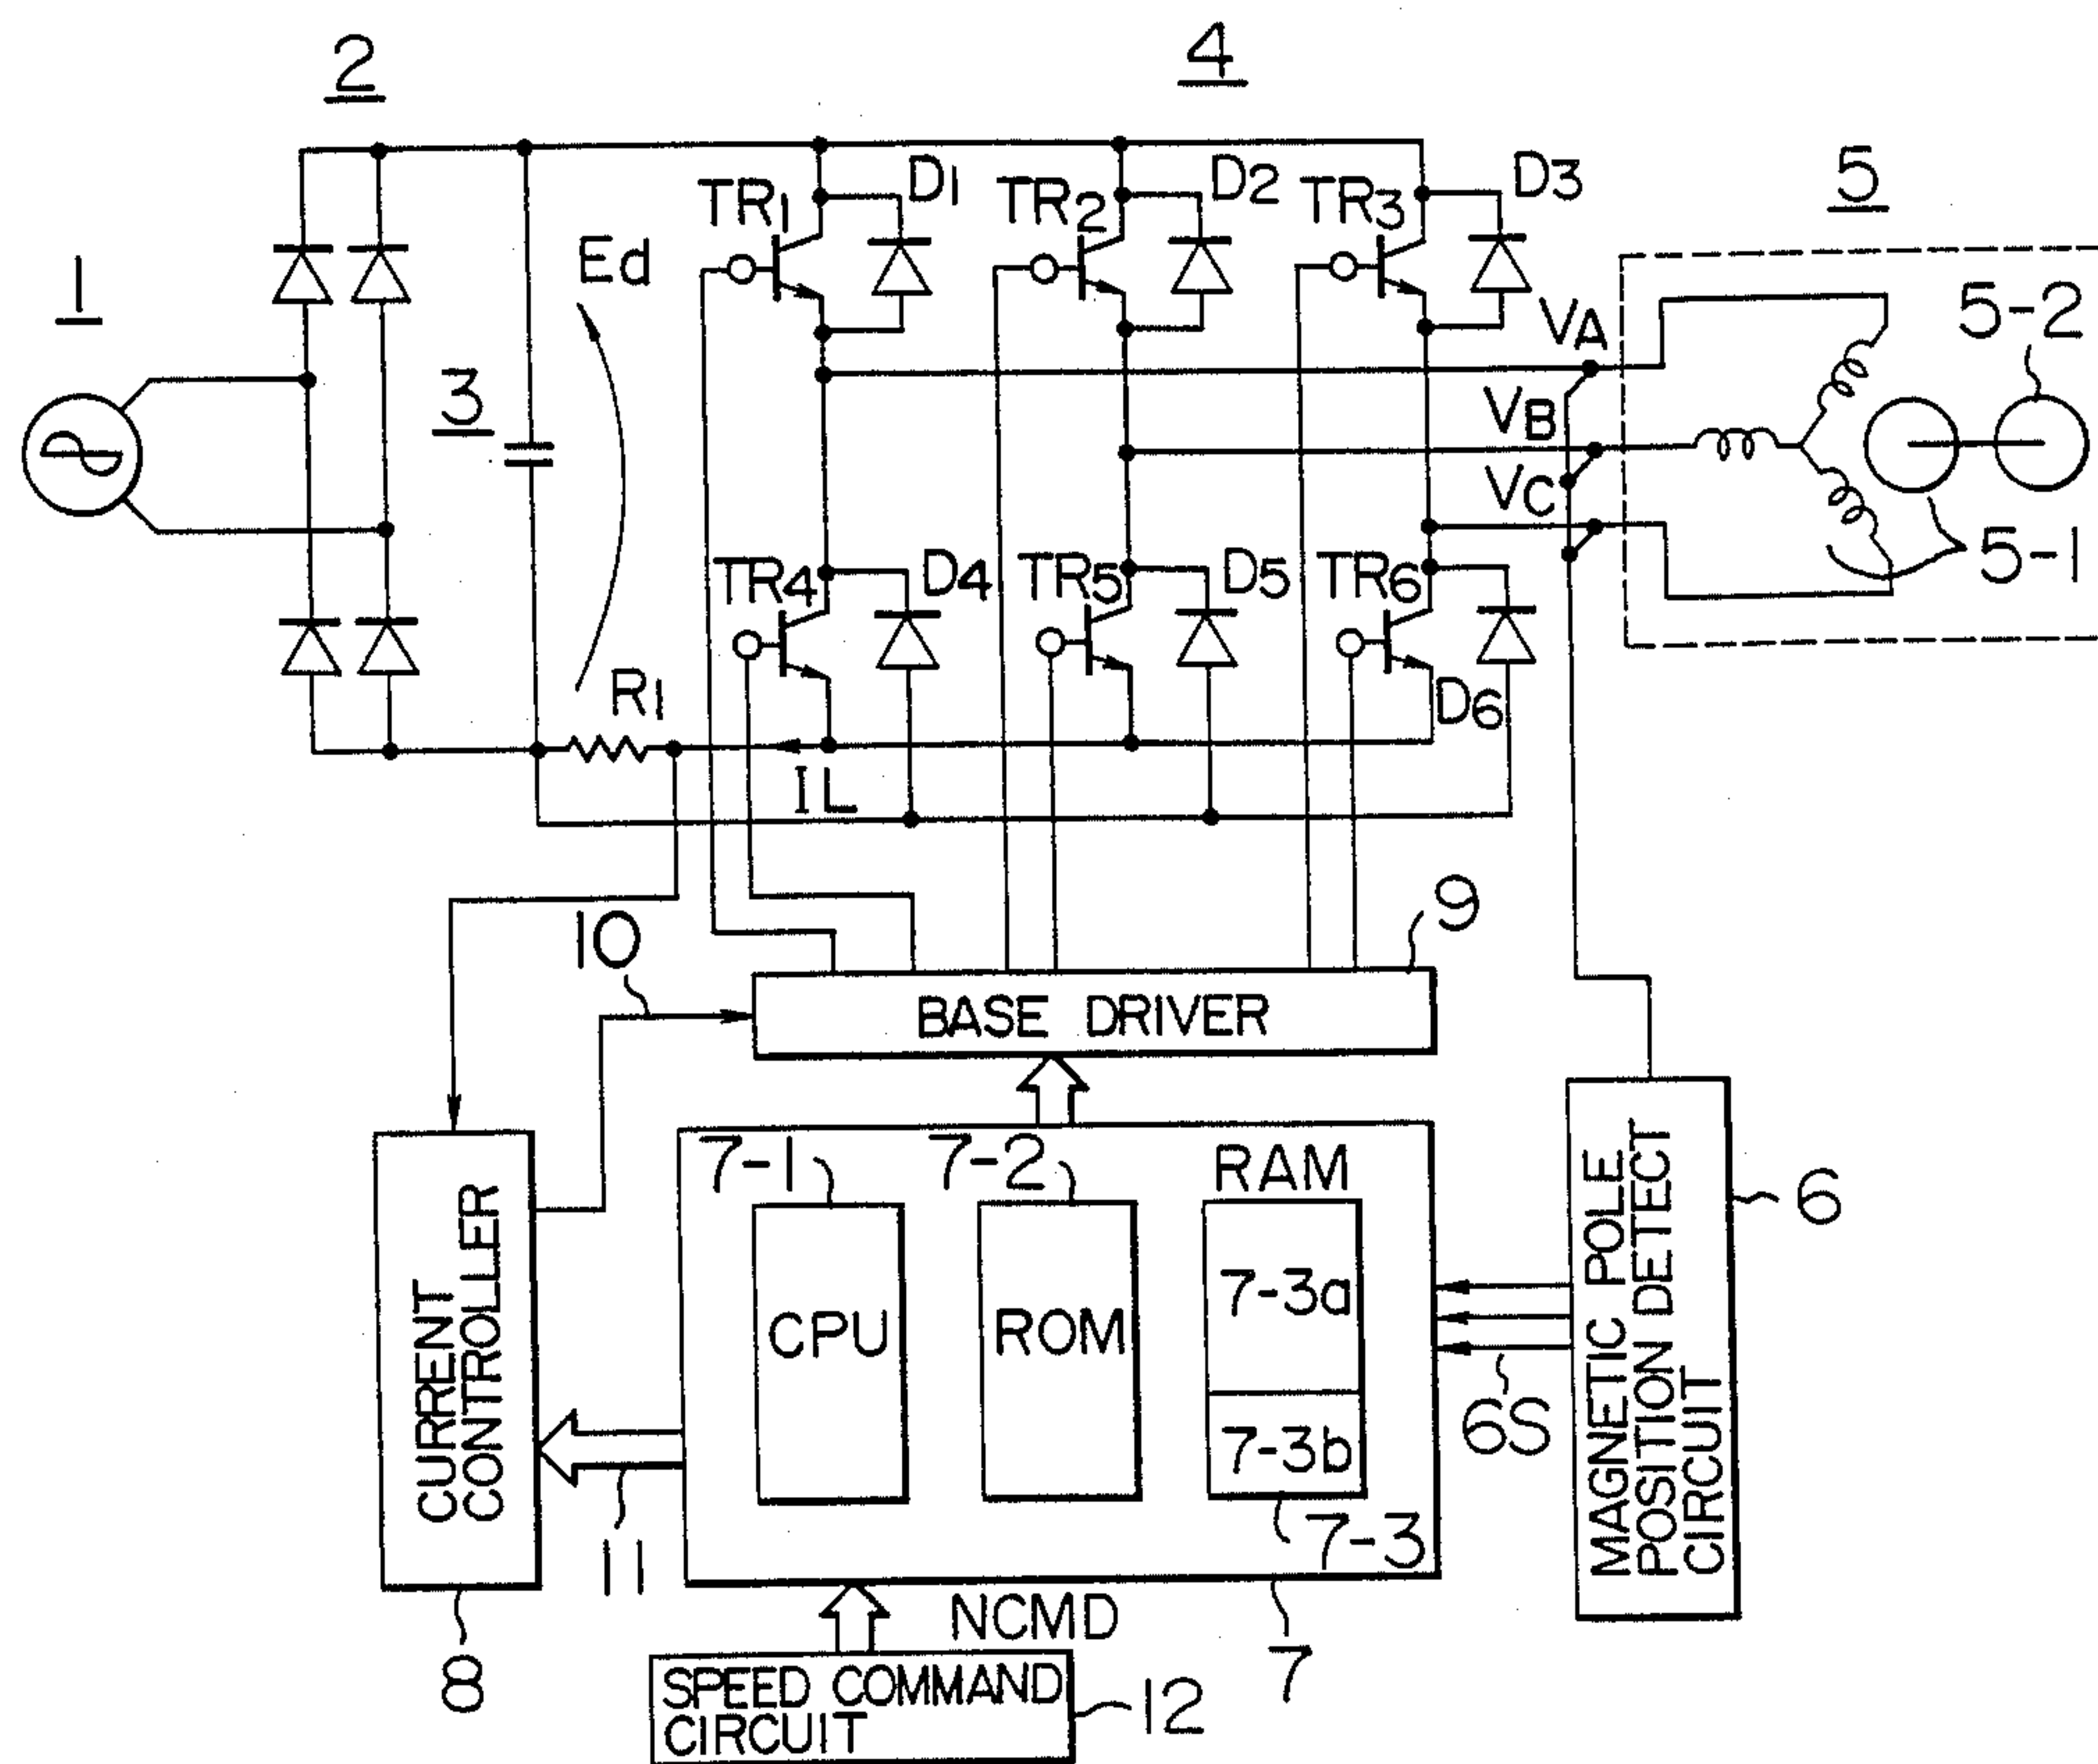 2
4
TR1
D1
TR2
D2
TR3
D3
5
1
Ed
VA
5-2
3
VB
VC
5-1
TR4
D4
TR5
D5
TR6
R1
D6
IL
9
10
BASE DRIVER
7-1
7-2
RAM
6
CURRENT
CONTROLLER
CPU
ROM
7-3a
7-3b
6S
MAGNETIC POLE
POSITION DETECT
CIRCUIT
11
7-3
NCMD
8
7
SPEED COMMAND
CIRCUIT
12